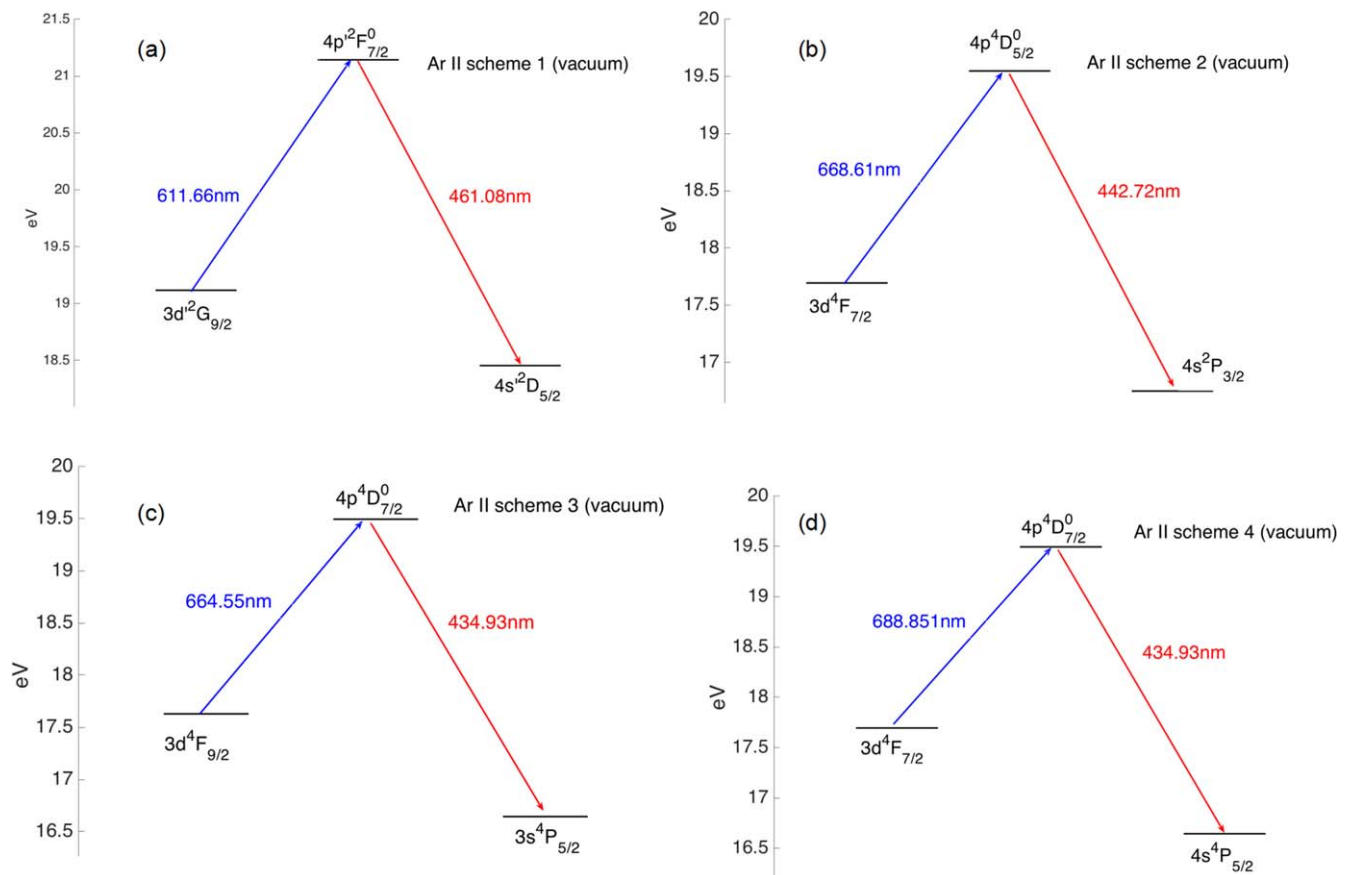 (a)
4p'²F⁰₇/₂
Ar II scheme 1 (vacuum)
21.5
21
20.5
20
19.5
19
18.5
eV
611.66nm
461.08nm
3d'²G₉/₂
4s'²D₅/₂
(b)
4p⁴D⁰₅/₂
Ar II scheme 2 (vacuum)
20
19.5
19
18.5
18
17.5
17
eV
668.61nm
442.72nm
3d⁴F₇/₂
4s²P₃/₂
(c)
4p⁴D⁰₇/₂
Ar II scheme 3 (vacuum)
20
19.5
19
18.5
18
17.5
17
16.5
eV
664.55nm
434.93nm
3d⁴F₉/₂
3s⁴P₅/₂
(d)
4p⁴D⁰₇/₂
Ar II scheme 4 (vacuum)
20
19.5
19
18.5
18
17.5
17
16.5
eV
688.851nm
434.93nm
3d⁴F₇/₂
4s⁴P₅/₂